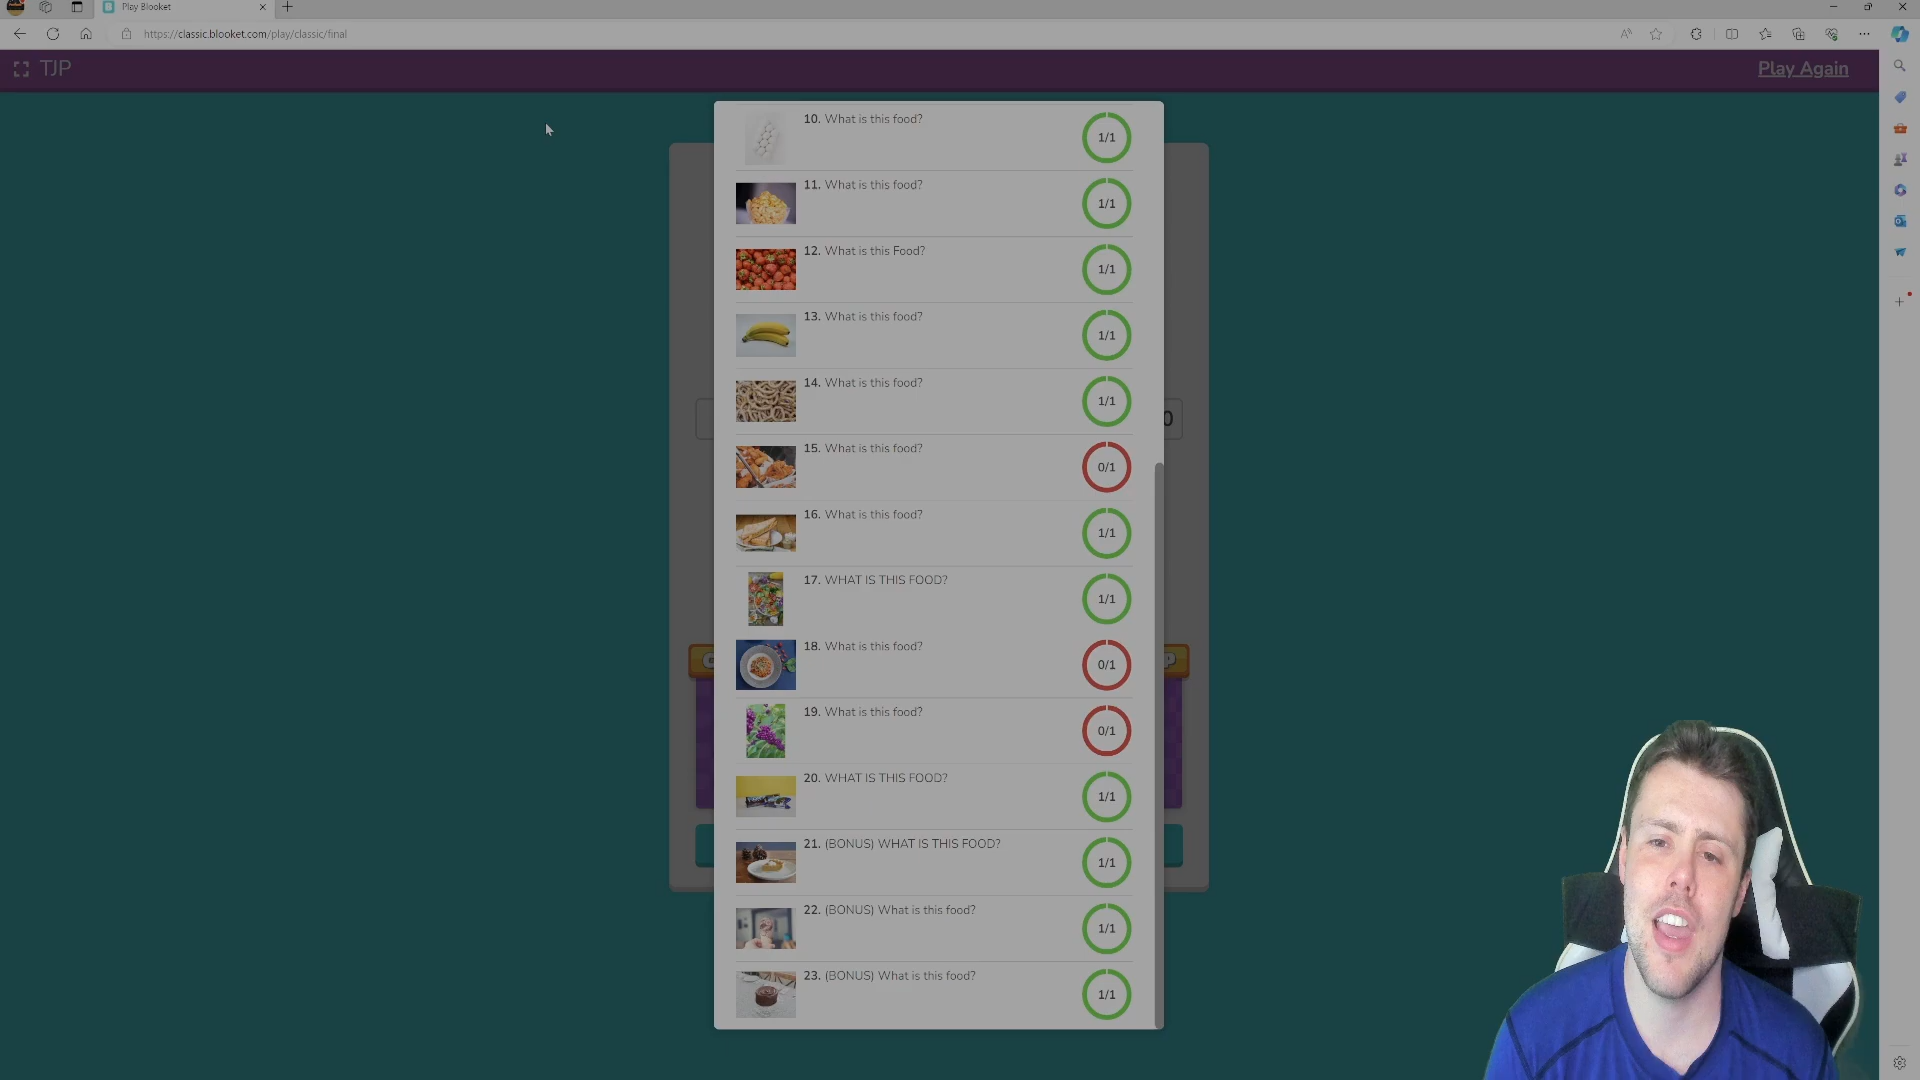 Play Blooket
https://classic.blooket.com/play/classic/final
TJP
Play Again
10. What is this food?
1/1
11. What is this food?
1/1
12. What is this Food?
1/1
13. What is this food?
1/1
14. What is this food?
1/1
15. What is this food?
0/1
16. What is this food?
1/1
17. WHAT IS THIS FOOD?
1/1
18. What is this food?
0/1
19. What is this food?
0/1
20. WHAT IS THIS FOOD?
1/1
21. (BONUS) WHAT IS THIS FOOD?
1/1
22. (BONUS) What is this food?
1/1
23. (BONUS) What is this food?
1/1